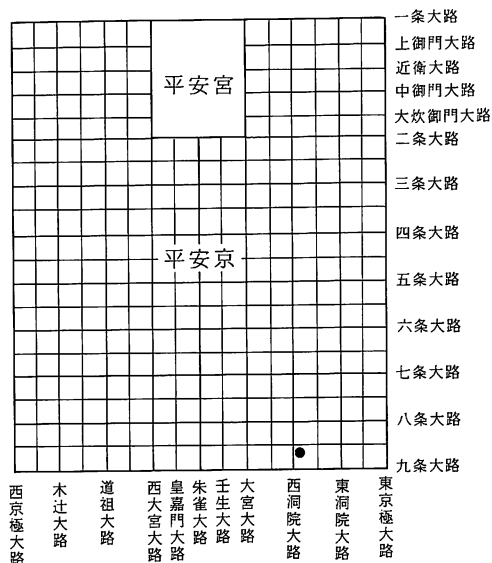 一条大路
上御門大路
近衛大路
中御門大路
大炊御門大路
二条大路
三条大路
四条大路
五条大路
六条大路
七条大路
八条大路
九条大路
平安宮
平安京
西京極大路
木辻大路
道祖大路
西大宮大路
皇嘉門大路
朱雀大路
壬生大路
大宮大路
西洞院大路
東洞院大路
東京極大路